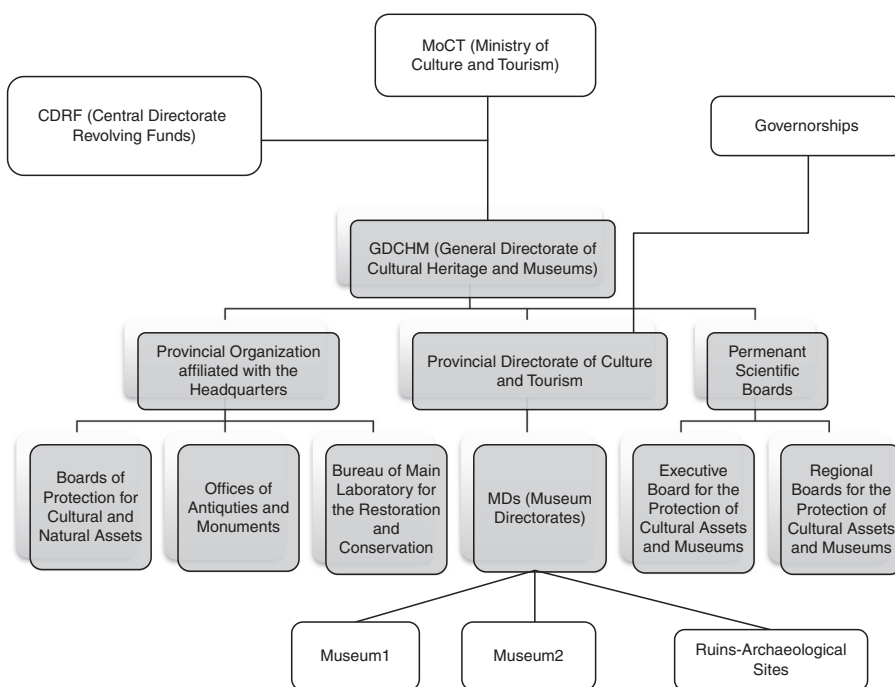 MoCT (Ministry of
Culture and Tourism)
CDRF (Central Directorate
Revolving Funds)
Governorships
GDCHM (General Directorate of
Cultural Heritage and Museums)
Provincial Organization
affiliated with the
Headquarters
Provincial Directorate of Culture
and Tourism
Permenant
Scientific
Boards
Boards of
Protection for
Cultural and
Natural Assets
Offices of
Antiquties and
Monuments
Bureau of Main
Laboratory for
the Restoration
and
Conservation
MDs (Museum
Directorates)
Executive
Board for the
Protection of
Cultural Assets
and Museums
Regional
Boards for the
Protection of
Cultural Assets
and Museums
Museum1
Museum2
Ruins-Archaeological
Sites